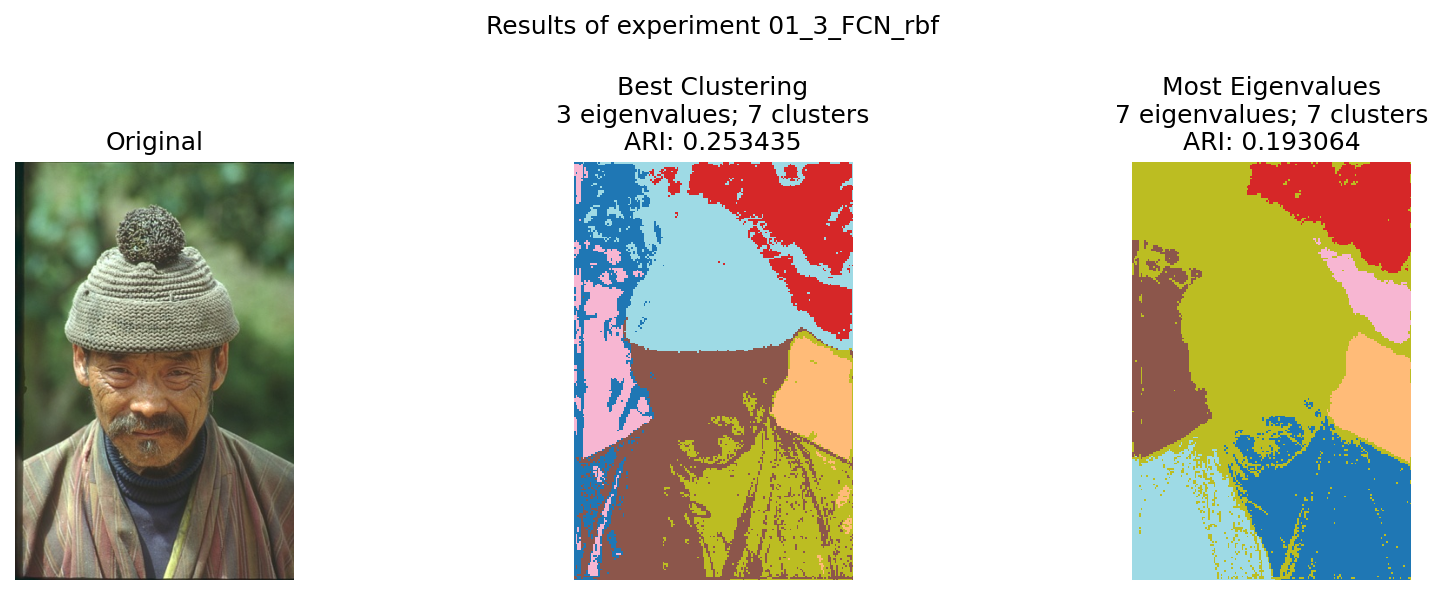 Results of experiment 01_3_FCN_rbf
Original
Best Clustering
3 eigenvalues; 7 clusters
ARI: 0.253435
Most Eigenvalues
7 eigenvalues; 7 clusters
ARI: 0.193064